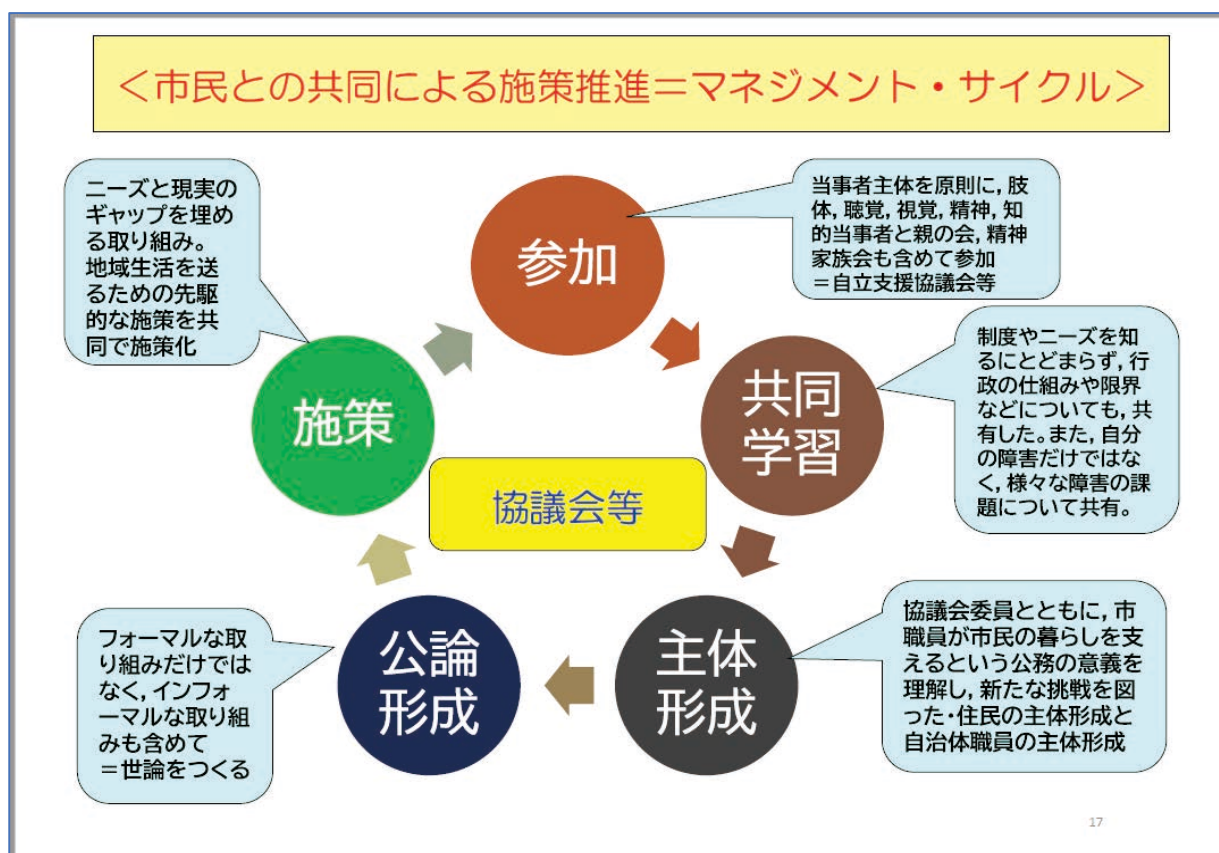 ＜市民との共同による施策推進＝マネジメント・サイクル＞
参加
当事者主体を原則に，肢
体，聴覚，視覚，精神，知
的当事者と親の会，精神
家族会も含めて参加
＝自立支援協議会等
共同
学習
制度やニーズを知
るにとどまらず，行
政の仕組みや限界
などについても，共
有した。また，自分
の障害だけではな
く，様々な障害の課
題について共有。
主体
形成
協議会委員とともに，市
職員が市民の暮らしを支
えるという公務の意義を
理解し，新たな挑戦を図
った・住民の主体形成と
自治体職員の主体形成
公論
形成
フォーマルな取
り組みだけでは
なく，インフォ
ーマルな取り組
みも含めて
＝世論をつくる
施策
ニーズと現実の
ギャップを埋め
る取り組み。
地域生活を送
るための先駆
的な施策を共
同で施策化
協議会等
17